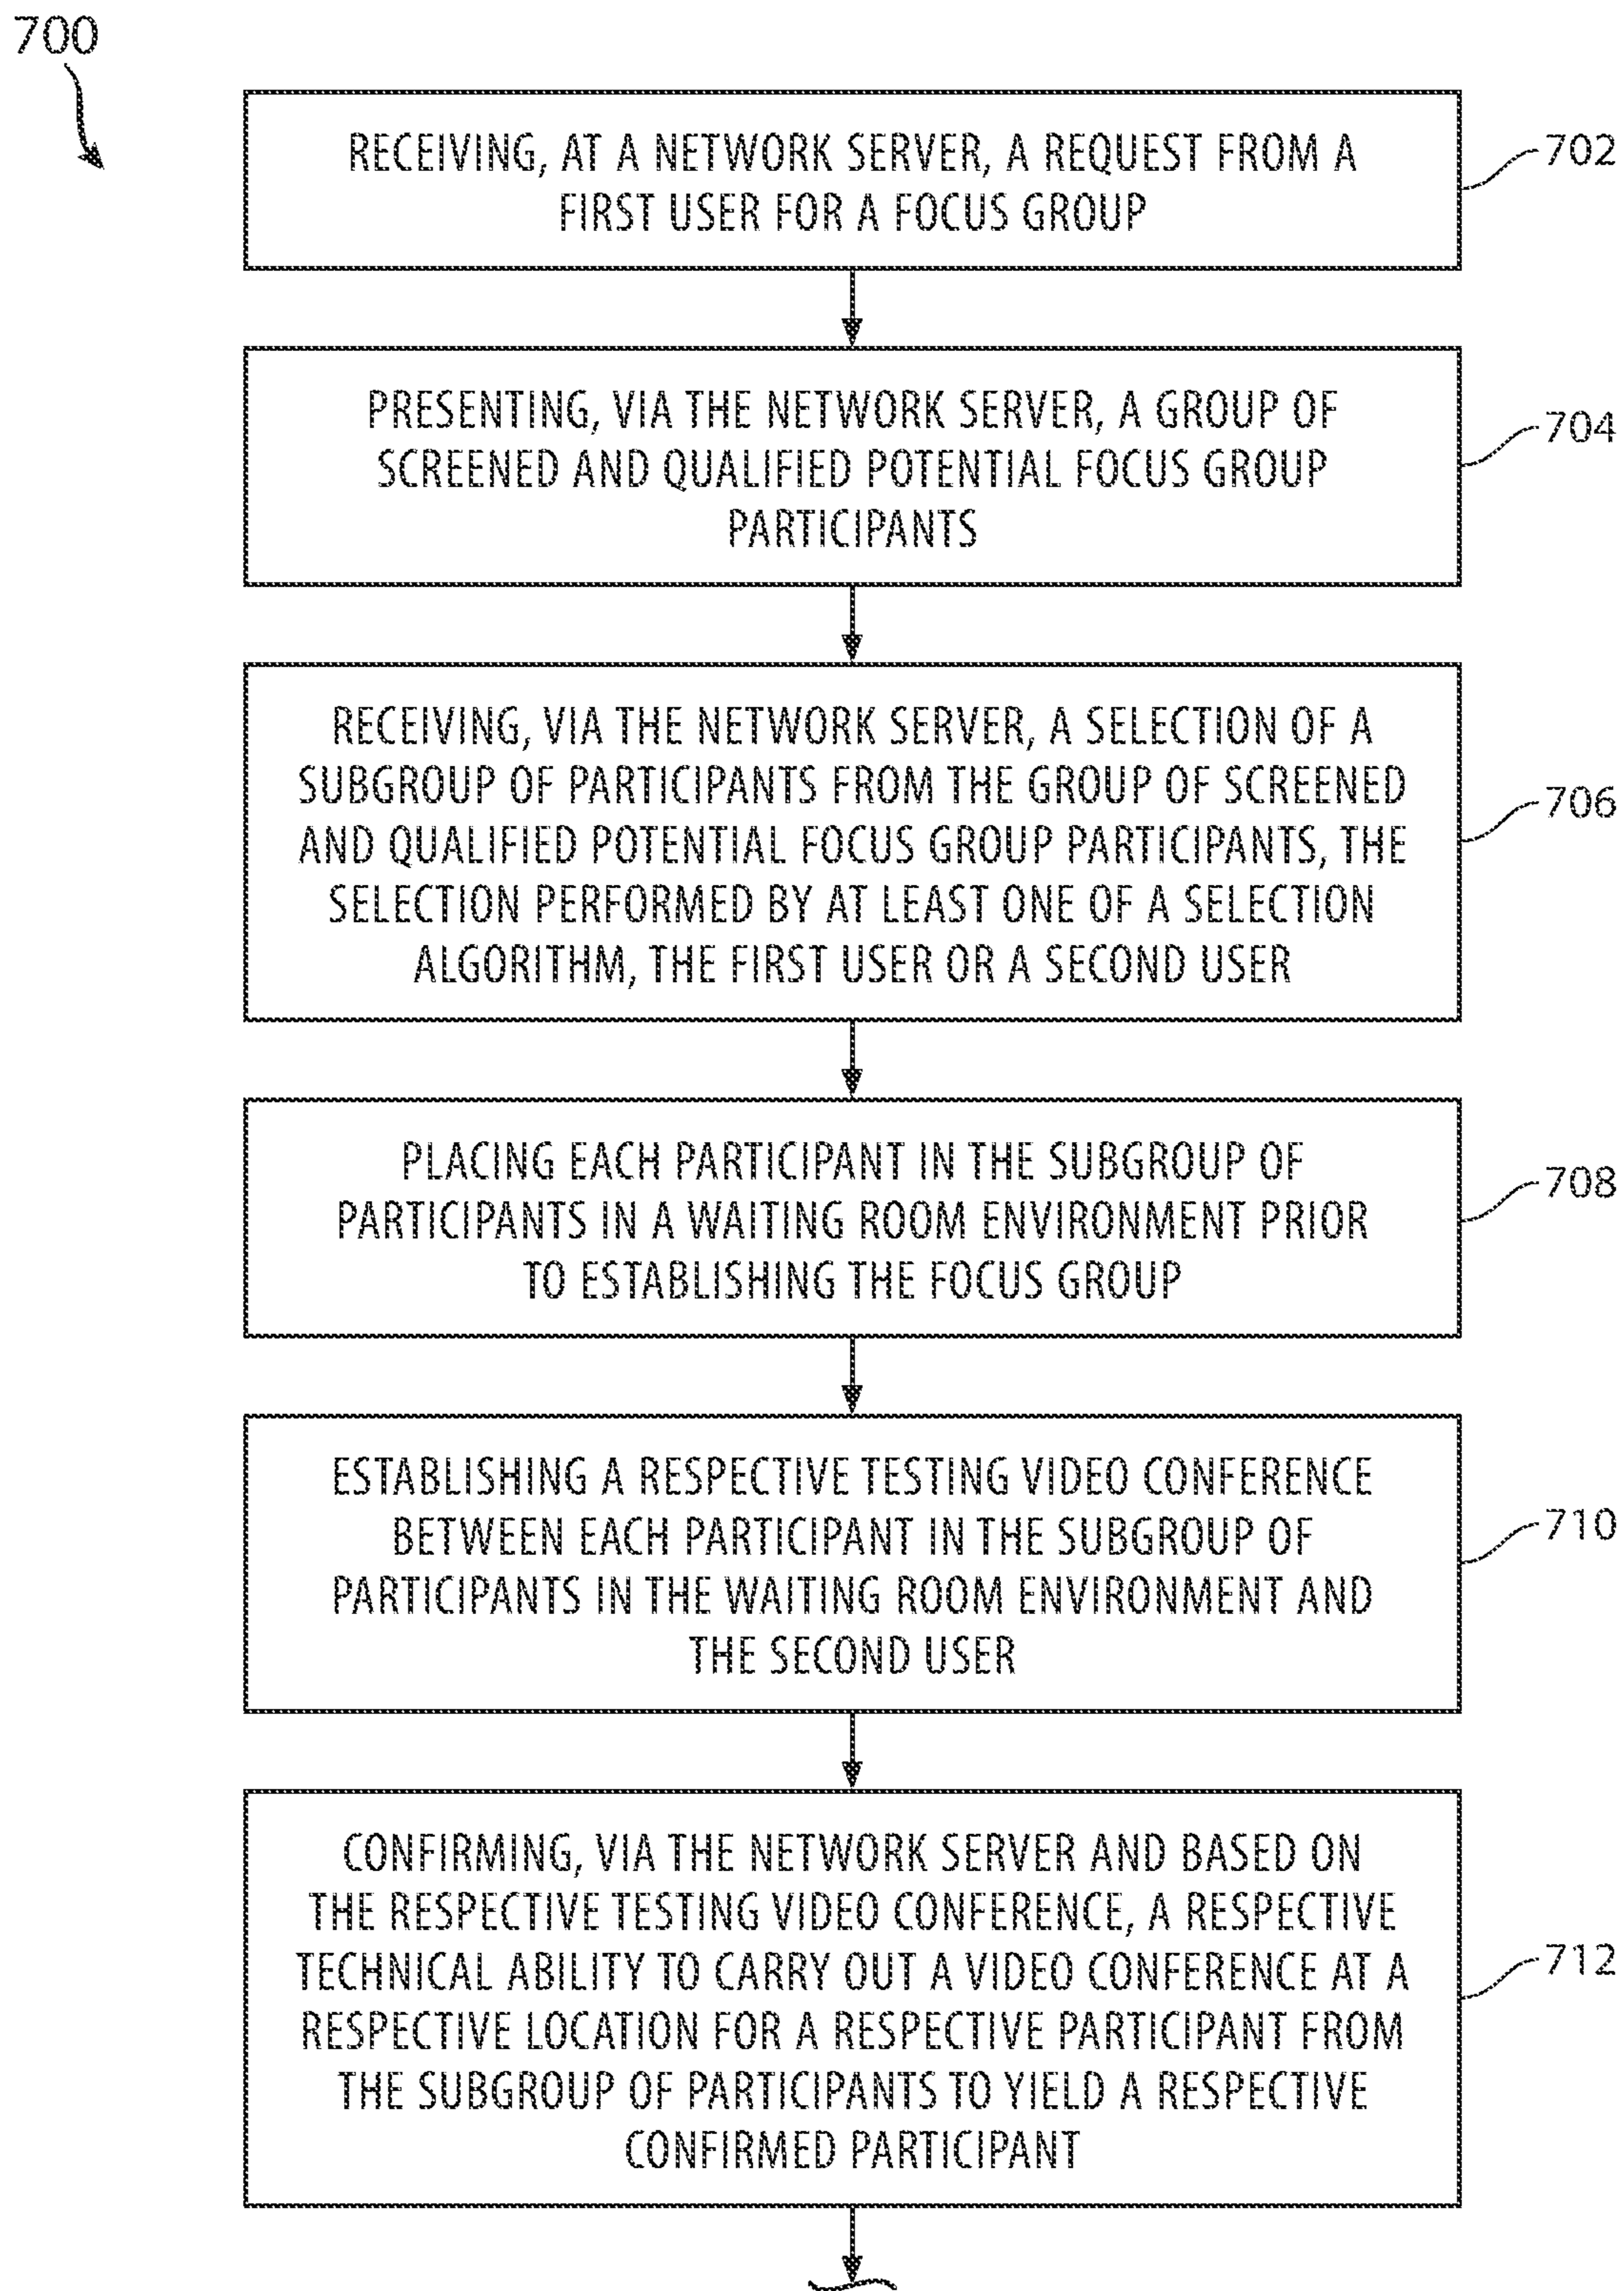 700
RECEIVING, AT A NETWORK SERVER, A REQUEST FROM A
FIRST USER FOR A FOCUS GROUP
702
PRESENTING, VIA THE NETWORK SERVER, A GROUP OF
SCREENED AND QUALIFIED POTENTIAL FOCUS GROUP
PARTICIPANTS
704
RECEIVING, VIA THE NETWORK SERVER, A SELECTION OF A
SUBGROUP OF PARTICIPANTS FROM THE GROUP OF SCREENED
AND QUALIFIED POTENTIAL FOCUS GROUP PARTICIPANTS, THE
SELECTION PERFORMED BY AT LEAST ONE OF A SELECTION
ALGORITHM, THE FIRST USER OR A SECOND USER
706
PLACING EACH PARTICIPANT IN THE SUBGROUP OF
PARTICIPANTS IN A WAITING ROOM ENVIRONMENT PRIOR
TO ESTABLISHING THE FOCUS GROUP
708
ESTABLISHING A RESPECTIVE TESTING VIDEO CONFERENCE
BETWEEN EACH PARTICIPANT IN THE SUBGROUP OF
PARTICIPANTS IN THE WAITING ROOM ENVIRONMENT AND
THE SECOND USER
710
CONFIRMING, VIA THE NETWORK SERVER AND BASED ON
THE RESPECTIVE TESTING VIDEO CONFERENCE, A RESPECTIVE
TECHNICAL ABILITY TO CARRY OUT A VIDEO CONFERENCE AT A
RESPECTIVE LOCATION FOR A RESPECTIVE PARTICIPANT FROM
THE SUBGROUP OF PARTICIPANTS TO YIELD A RESPECTIVE
CONFIRMED PARTICIPANT
712